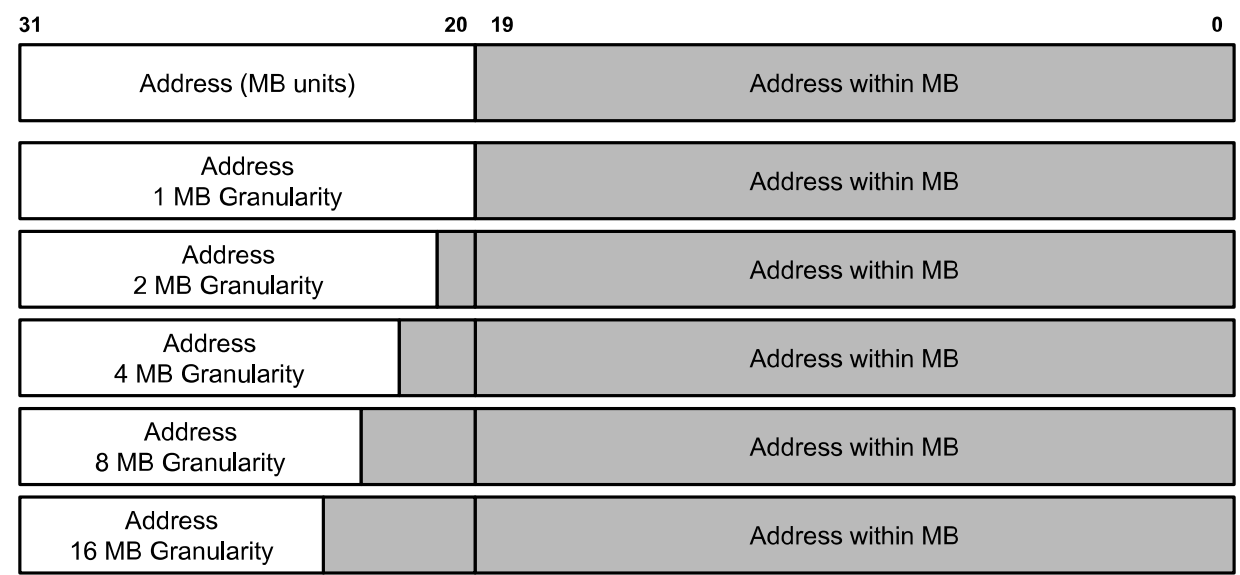 31 20 19 0
Address (MB units) Address within MB
Address
1 MB Granularity
Address within MB
Address
2 MB Granularity
Address within MB
Address
4 MB Granularity
Address within MB
Address
8 MB Granularity
Address within MB
Address
16 MB Granularity
Address within MB